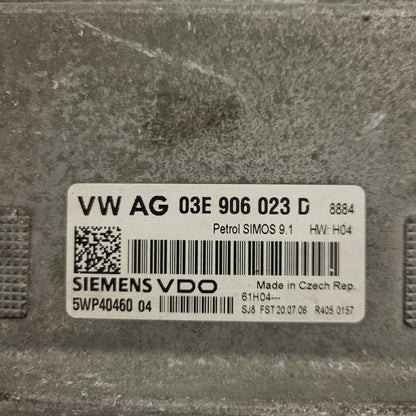 VW AG 03E 906 023 D 8884
Petrol SIMOS 9.1 HW: H04
SIEMENS VDO Made in Czech Rep.
5WP40460 04 61H04---
SJ8 FST 20.07.06 R405 0157